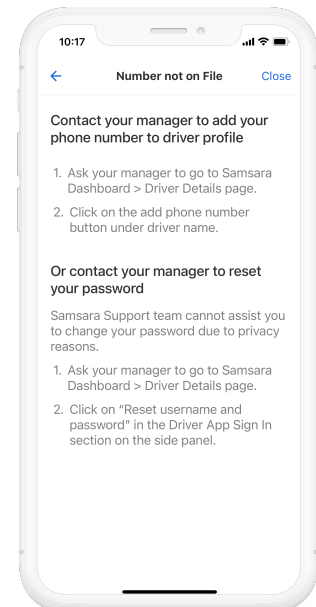 10:17
Number not on File
Close
Contact your manager to add your
phone number to driver profile
1. Ask your manager to go to Samsara
Dashboard > Driver Details page.
2. Click on the add phone number
button under driver name.
Or contact your manager to reset
your password
Samsara Support team cannot assist you
to change your password due to privacy
reasons.
1. Ask your manager to go to Samsara
Dashboard > Driver Details page.
2. Click on "Reset username and
password" in the Driver App Sign In
section on the side panel.